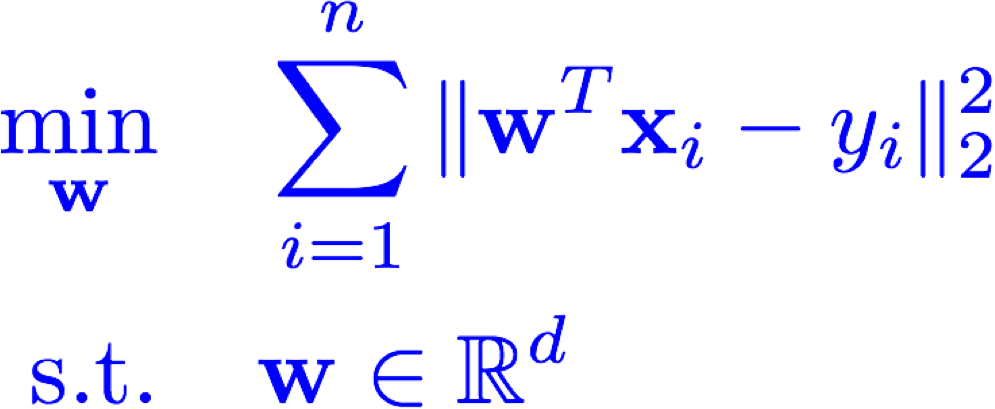 min_𝐰 ∑_{i=1}^{n} ‖𝐰^T 𝐱_i − y_i‖_2^2
s.t. 𝐰 ∈ ℝ^d